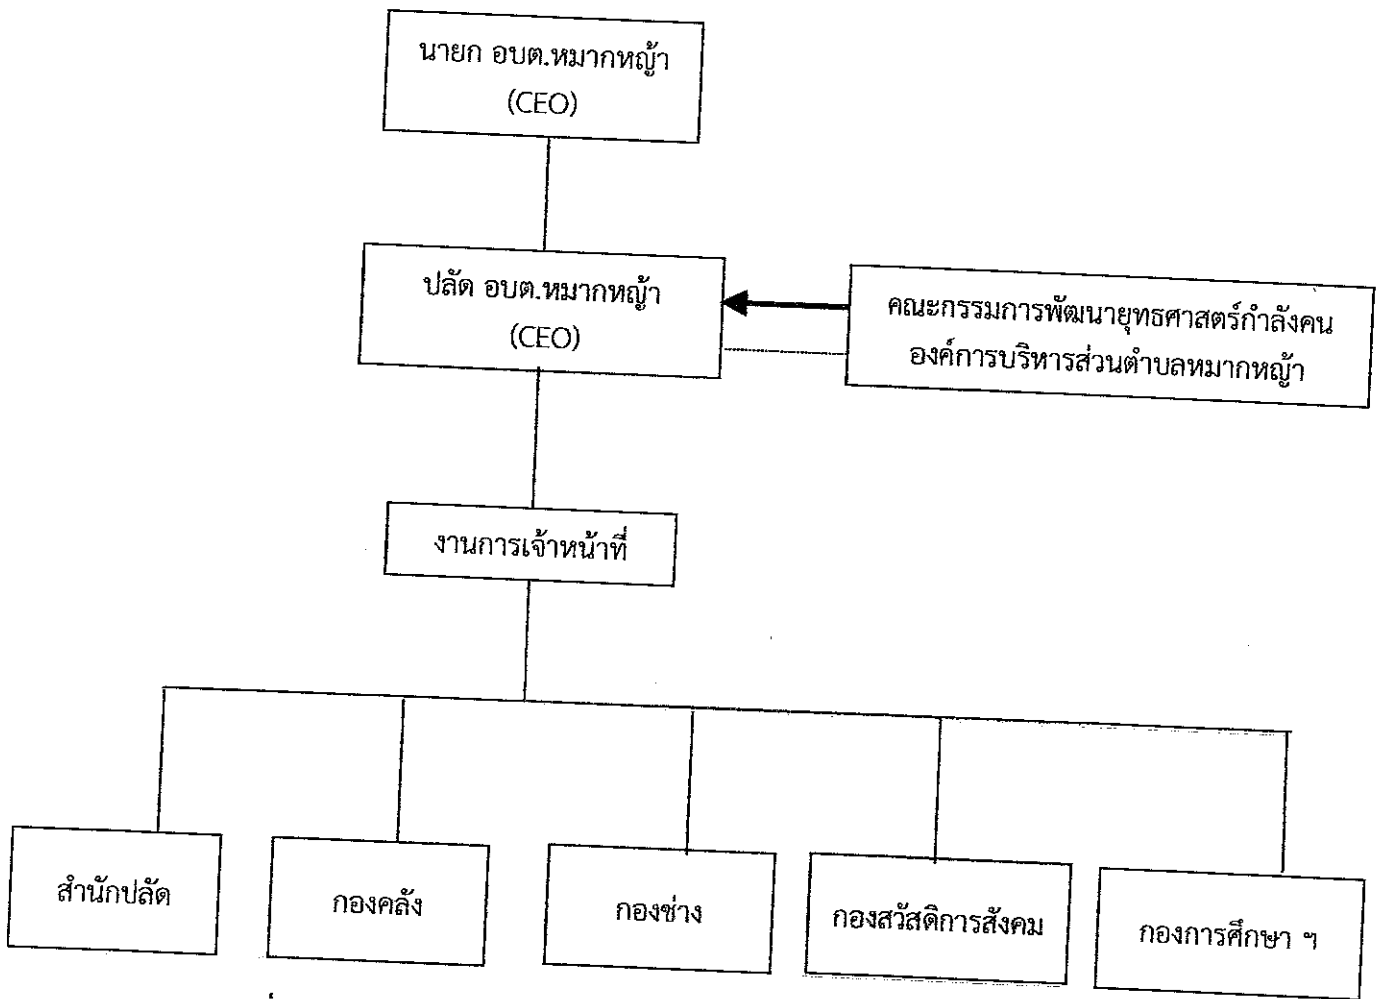 นายก อบต.หมากหญ้า
(CEO)
ปลัด อบต.หมากหญ้า
(CEO)
คณะกรรมการพัฒนายุทธศาสตร์กำลังคน
องค์การบริหารส่วนตำบลหมากหญ้า
งานการเจ้าหน้าที่
สำนักปลัด
กองคลัง
กองช่าง
กองสวัสดิการสังคม
กองการศึกษา ฯ